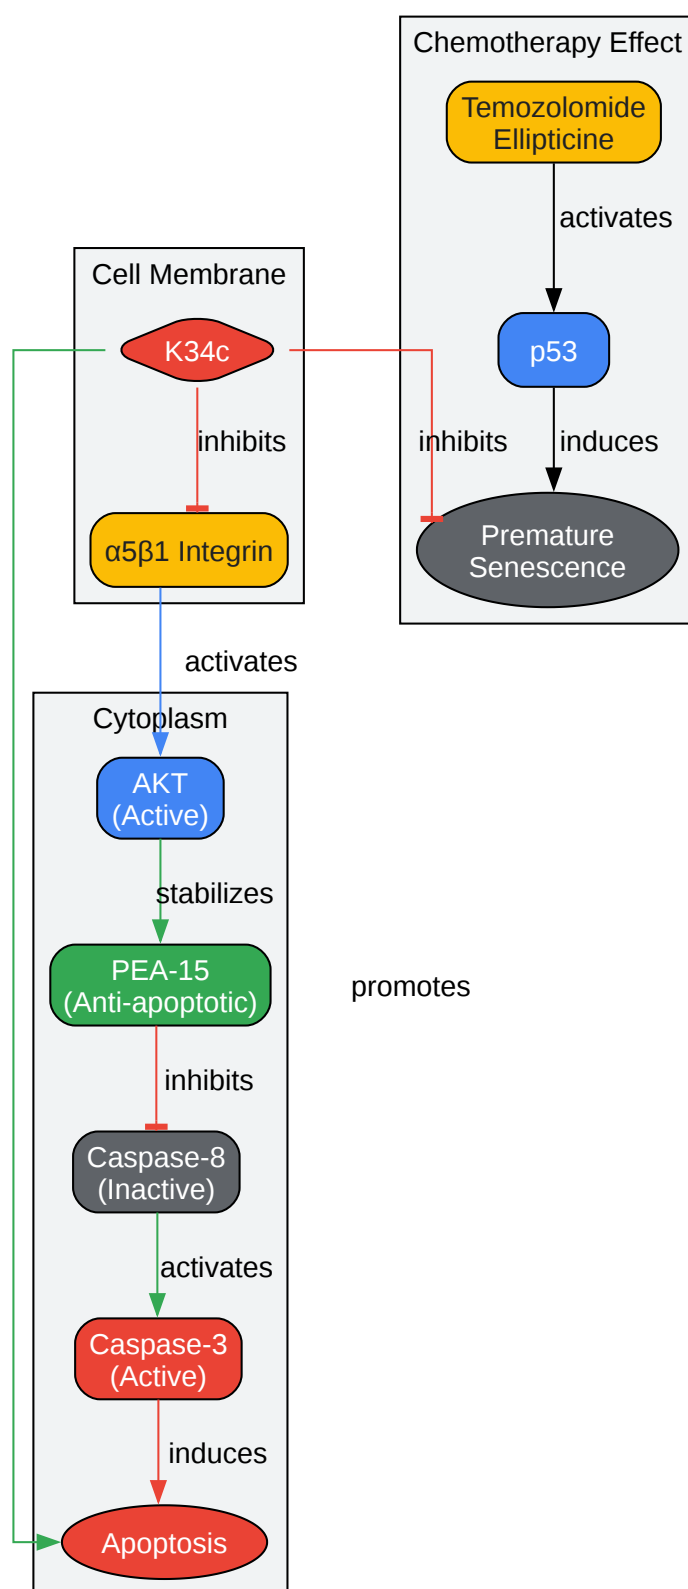 Chemotherapy Effect
Temozolomide
Ellipticine
activates
Cell Membrane
K34c
p53
inhibits
inhibits
induces
α5β1 Integrin
Premature
Senescence
activates
Cytoplasm
AKT
(Active)
stabilizes
PEA-15
(Anti-apoptotic)
promotes
inhibits
Caspase-8
(Inactive)
activates
Caspase-3
(Active)
induces
Apoptosis